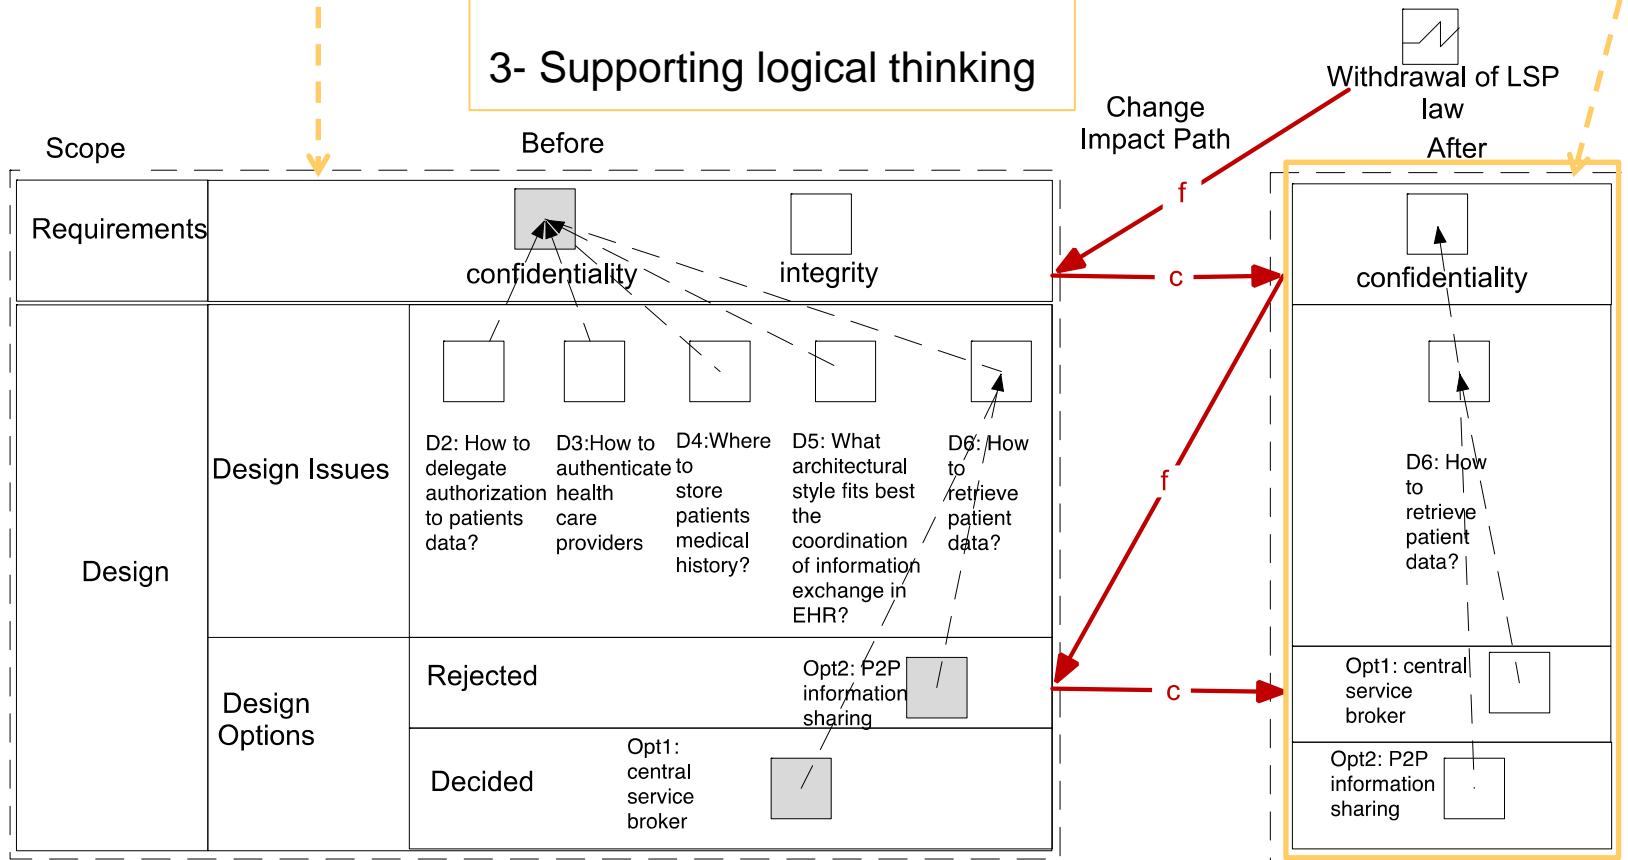 3- Supporting logical thinking
Withdrawal of LSP
law
Change
Impact Path
Scope
Before
After
f
Requirements
confidentiality
integrity
c
confidentiality
Design
Design Issues
D2: How to
delegate
authorization
to patients
data?
D3:How to
authenticate
health
care
providers
D4:Where
to
store
patients
medical
history?
D5: What
architectural
style fits best
the
coordination
of information
exchange in
EHR?
D6: How
to
retrieve
patient
data?
f
D6: How
to
retrieve
patient
data?
Design
Options
Rejected
Opt2: P2P
information
sharing
c
Opt1: central
service
broker
Decided
Opt1:
central
service
broker
Opt2: P2P
information
sharing